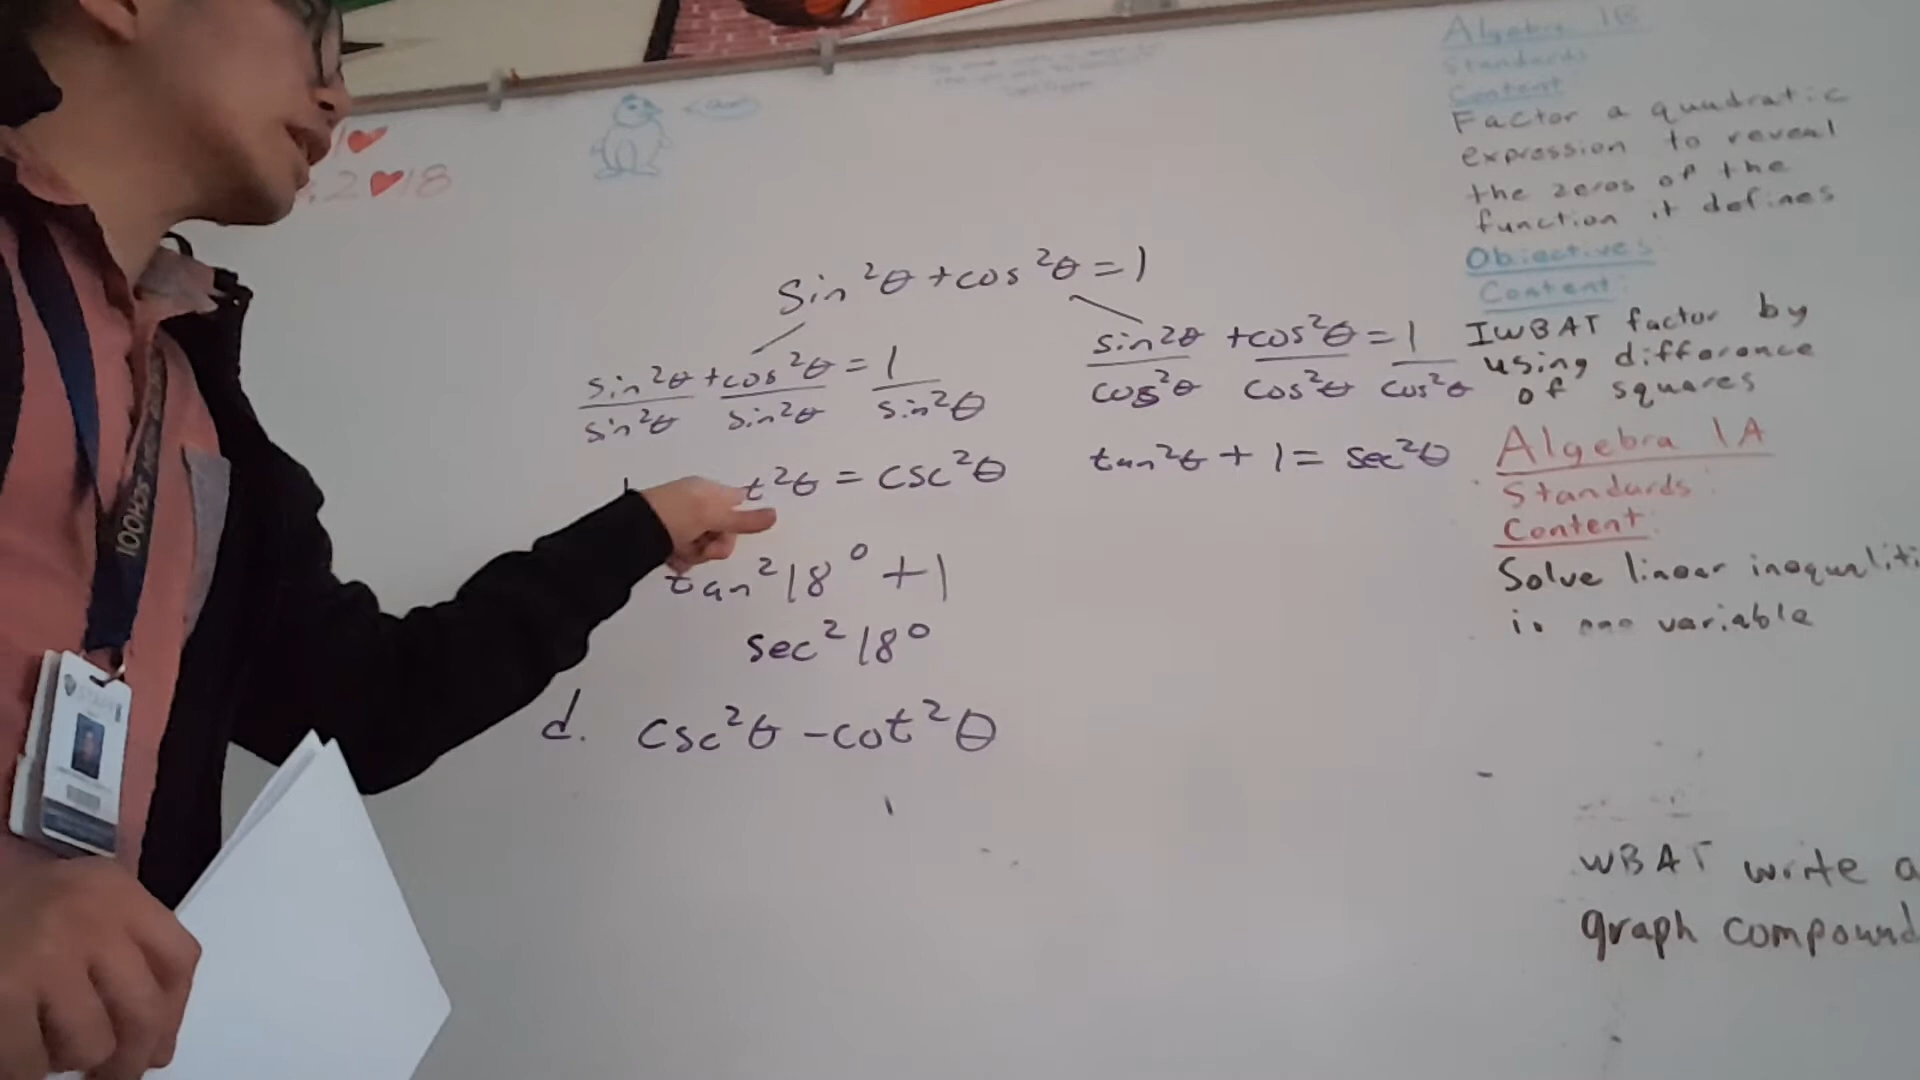 2 18
sin²θ + cos²θ = 1
sin²θ + cos²θ = 1
sin²θ sin²θ sin²θ
t²θ = csc²θ
sin2θ + cos²θ = 1
cos²θ cos²θ cos²θ
tan²θ + 1 = sec²θ
tan²18° + 1
sec²18°
d. csc²θ - cot²θ
Algebra 1B
Standards
Content
Factor a quadratic
expression to reveal
the zeros of the
function it defines
Objectives
Content:
IWBAT factor by
using difference
of squares
Algebra 1A
Standards:
Content:
Solve linear inequaliti
variable
WBAT write a
graph compound
SCHOOL